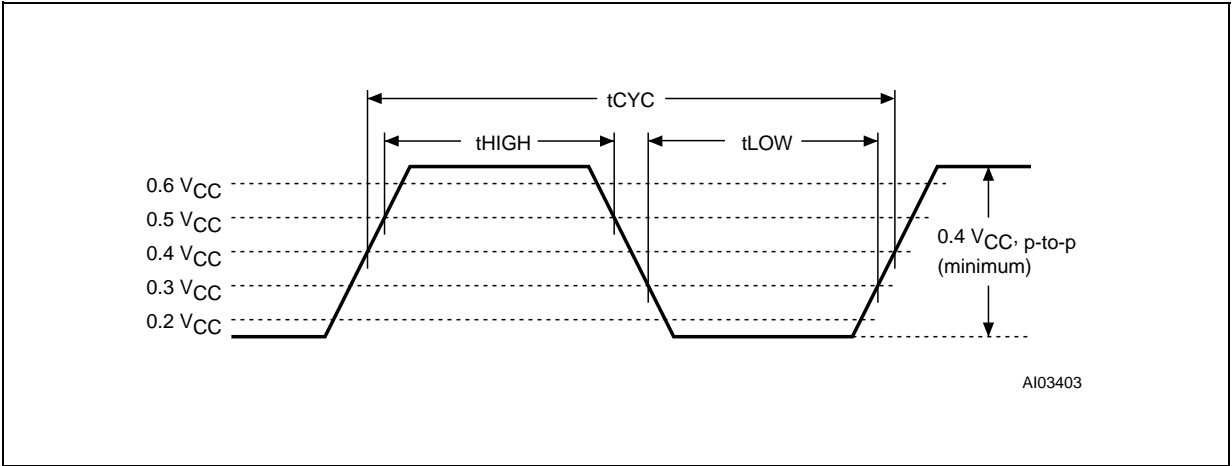 tCYC
tHIGH
tLOW
0.6 VCC
0.5 VCC
0.4 VCC
0.3 VCC
0.2 VCC
0.4 VCC, p-to-p
(minimum)
AI03403